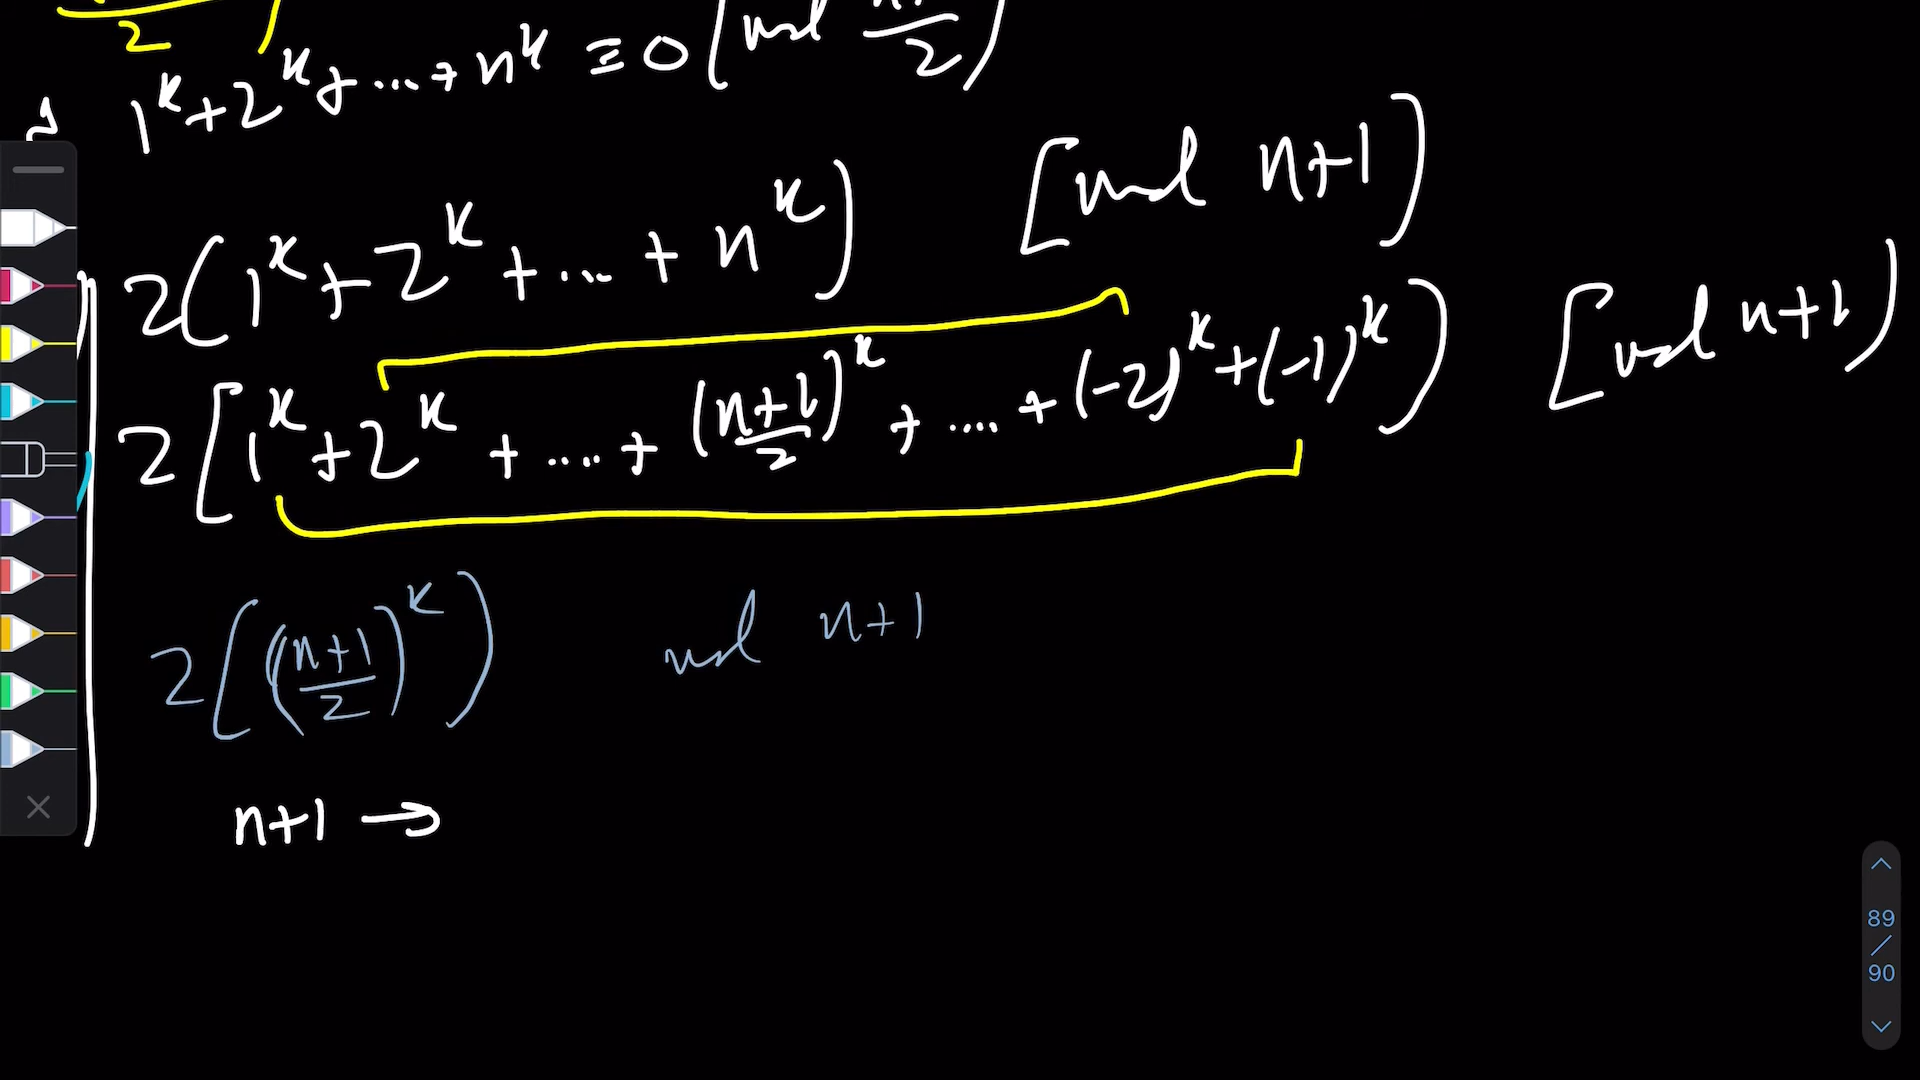 2
1^k + 2^k + ... + n^k ≡ 0 (mod n+1/2)
2(1^k + 2^k + ... + n^k) [mod n+1)
2[1^k + 2^k + .... + (n+1/2)^k + .... + (-2)^k + (-1)^k) [mod n+1)
2[(n+1/2)^k) mod n+1
n+1 →
89
/
90